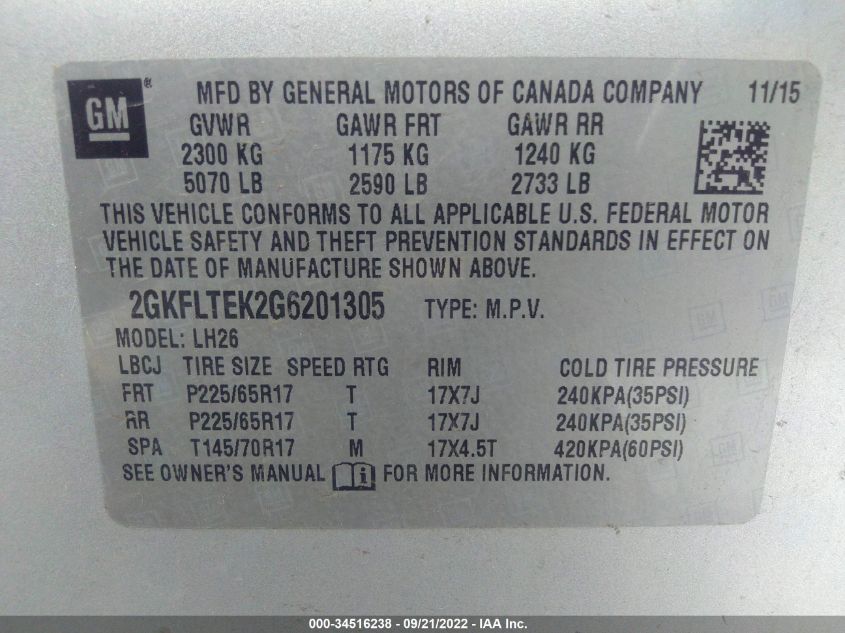 GM ® MFD BY GENERAL MOTORS OF CANADA COMPANY 11/15
GVWR GAWR FRT GAWR RR
2300 KG 1175 KG 1240 KG
5070 LB 2590 LB 2733 LB
THIS VEHICLE CONFORMS TO ALL APPLICABLE U.S. FEDERAL MOTOR
VEHICLE SAFETY AND THEFT PREVENTION STANDARDS IN EFFECT ON
THE DATE OF MANUFACTURE SHOWN ABOVE.
2GKFLTEK2G6201305 TYPE: M.P.V.
MODEL: LH26
LBCJ TIRE SIZE SPEED RTG RIM COLD TIRE PRESSURE
FRT P225/65R17 T 17X7J 240KPA(35PSI)
RR P225/65R17 T 17X7J 240KPA(35PSI)
SPA T145/70R17 M 17X4.5T 420KPA(60PSI)
SEE OWNER'S MANUAL i FOR MORE INFORMATION.
000-34516238 - 09/21/2022 - IAA Inc.